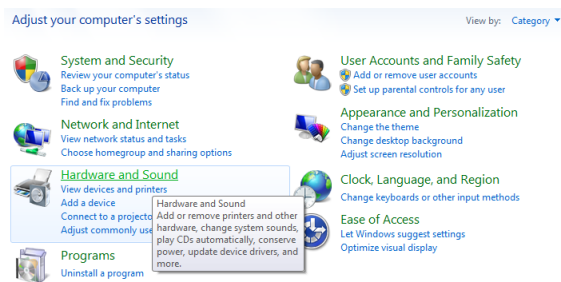 Adjust your computer's settings
View by: Category
System and Security
Review your computer's status
Back up your computer
Find and fix problems
Network and Internet
View network status and tasks
Choose homegroup and sharing options
Hardware and Sound
View devices and printers
Add a device
Connect to a projecto
Adjust commonly use
Hardware and Sound
Add or remove printers and other
hardware, change system sounds,
play CDs automatically, conserve
power, update device drivers, and
more.
Programs
Uninstall a program
User Accounts and Family Safety
Add or remove user accounts
Set up parental controls for any user
Appearance and Personalization
Change the theme
Change desktop background
Adjust screen resolution
Clock, Language, and Region
Change keyboards or other input methods
Ease of Access
Let Windows suggest settings
Optimize visual display